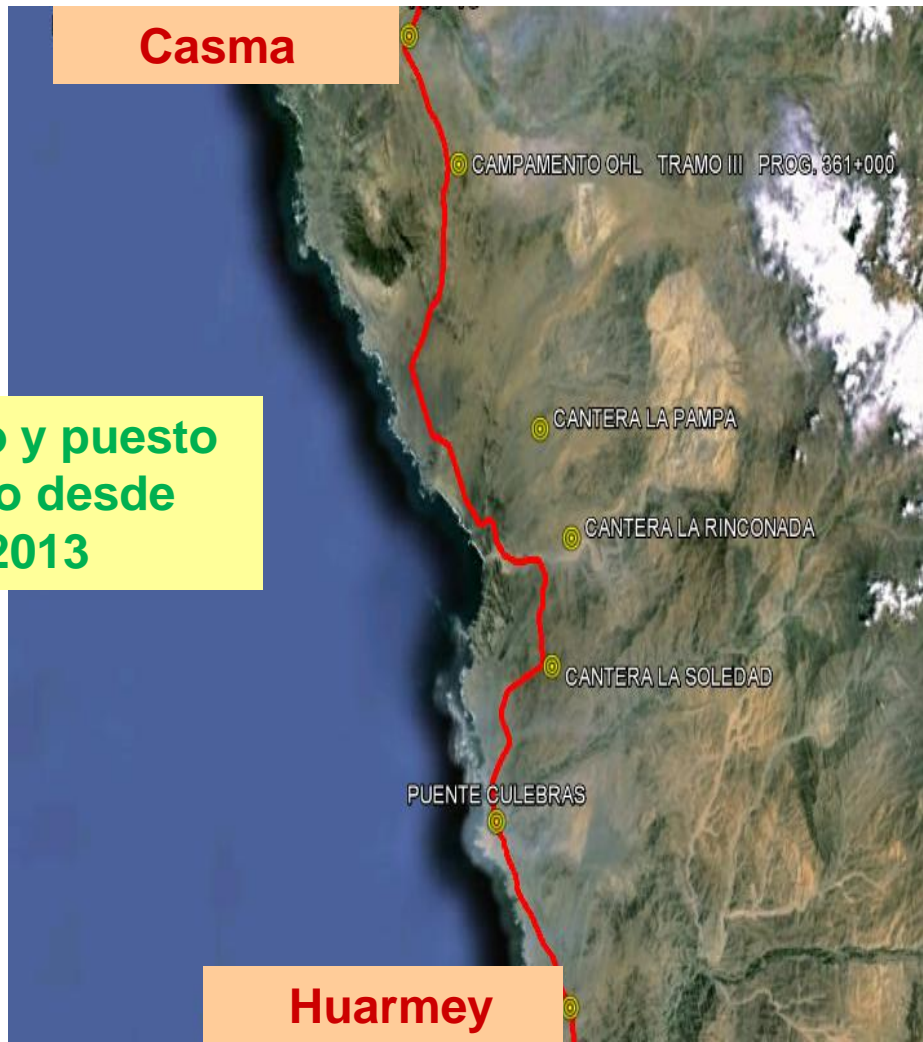 Casma
CAMPAMENTO OHL TRAMO III PROG. 361+000
CANTERA LA PAMPA
o y puesto
o desde
2013
CANTERA LA RINCONADA
CANTERA LA SOLEDAD
PUENTE CULEBRAS
Huarmey